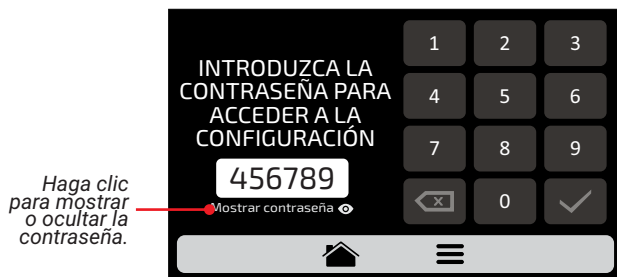 INTRODUZCA LA
CONTRASEÑA PARA
ACCEDER A LA
CONFIGURACIÓN
456789
Mostrar contraseña
1 2 3
4 5 6
7 8 9
0
Haga clic
para mostrar
o ocultar la
contraseña.